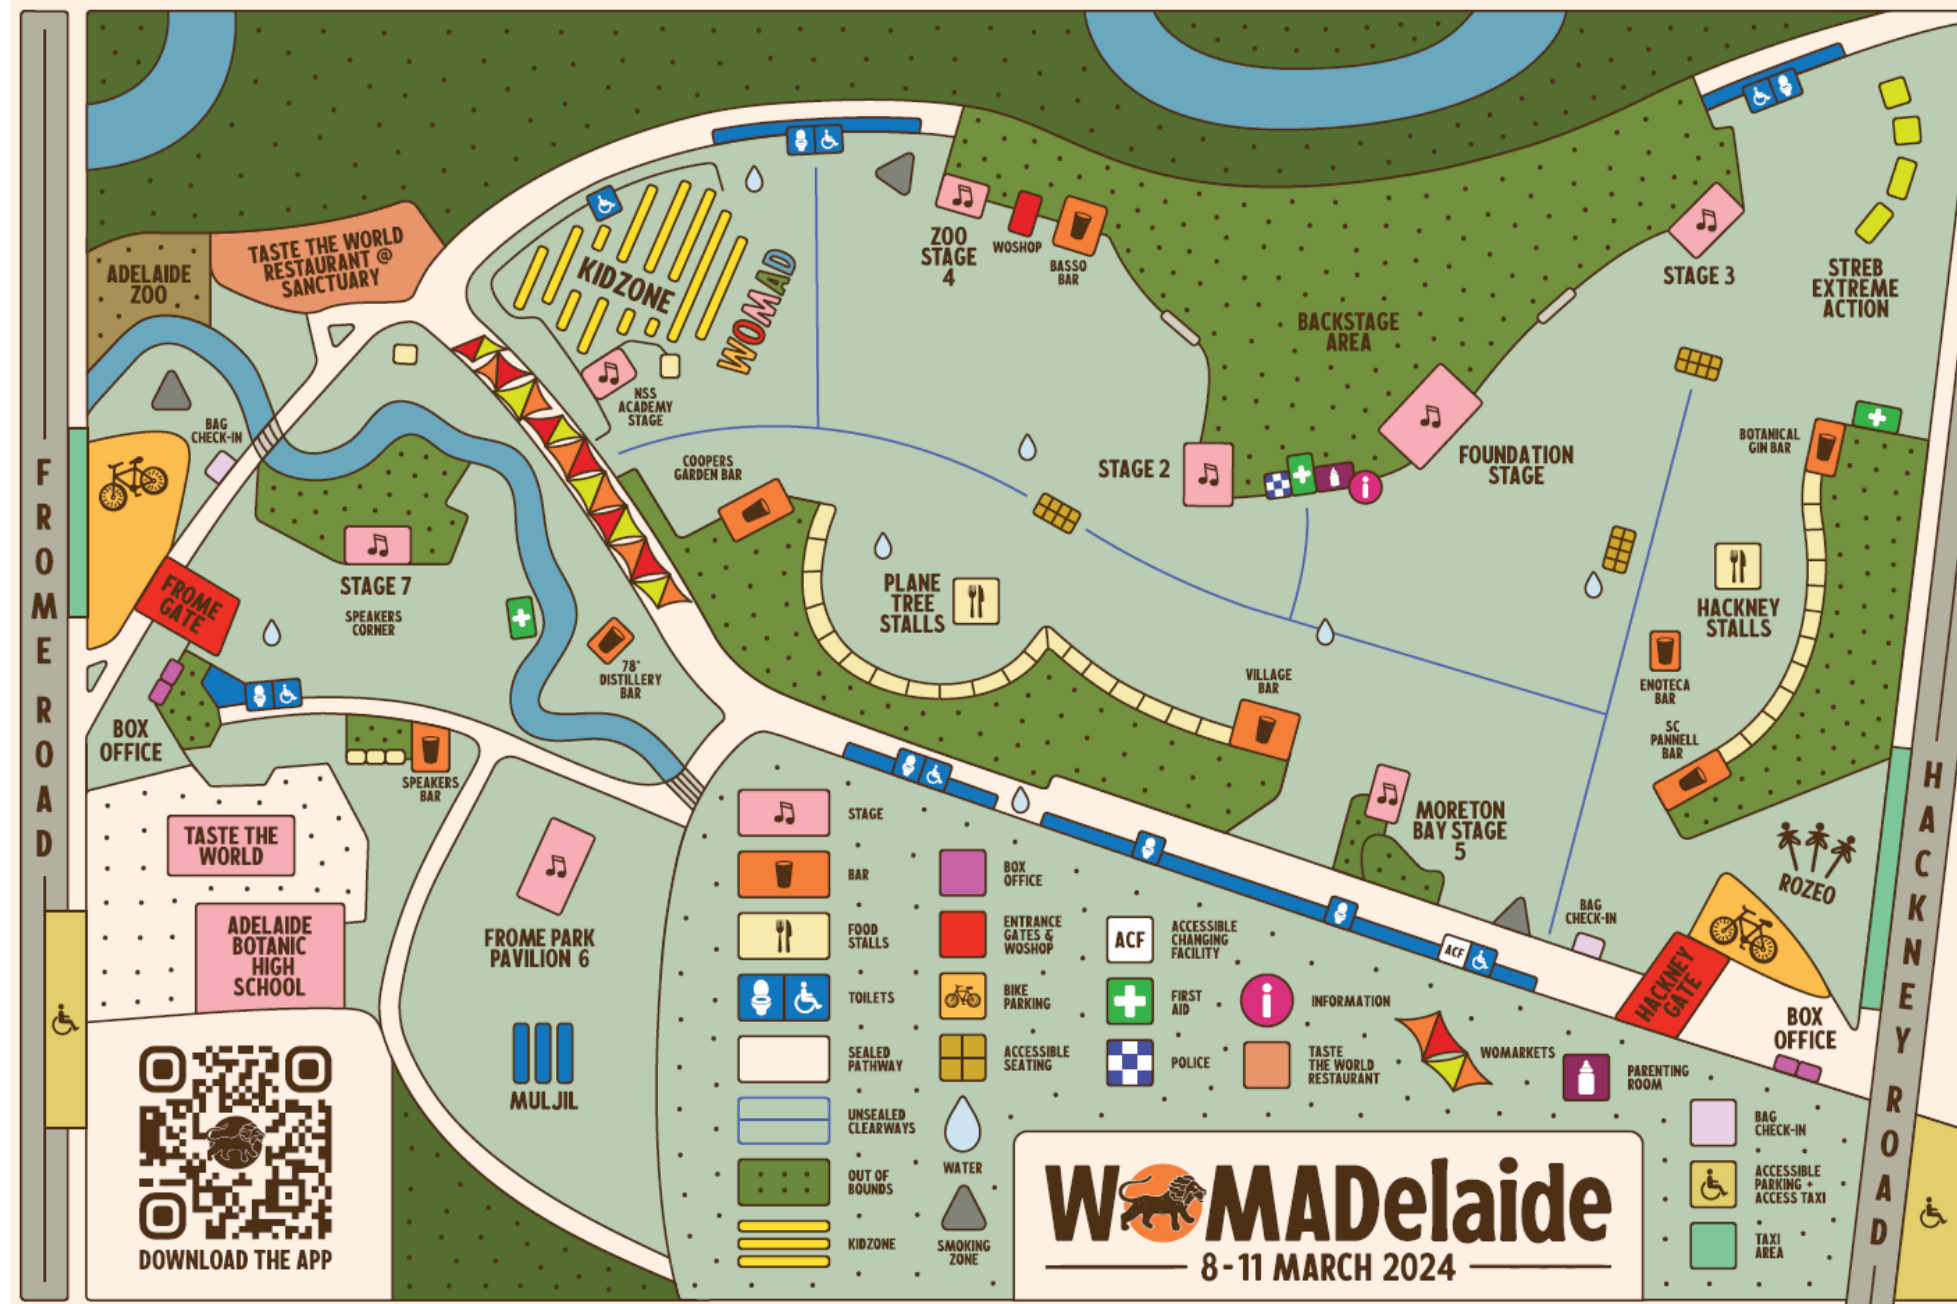 TASTE THE WORLD
RESTAURANT @
SANCTUARY
ADELAIDE
ZOO
KIDZONE
WOMAD
NSS
ACADEMY
STAGE
ZOO
STAGE
4
WOSHOP
BASSO
BAR
BACKSTAGE
AREA
STAGE 3
STREB
EXTREME
ACTION
BAG
CHECK-IN
COOPERS
GARDEN BAR
STAGE 2
i
FOUNDATION
STAGE
BOTANICAL
GIN BAR
FROME ROAD
FROME
GATE
STAGE 7
SPEAKERS
CORNER
PLANE
TREE
STALLS
HACKNEY
STALLS
78°
DISTILLERY
BAR
VILLAGE
BAR
ENOTECA
BAR
SC
PANNELL
BAR
BOX
OFFICE
SPEAKERS
BAR
TASTE THE
WORLD
ADELAIDE
BOTANIC
HIGH
SCHOOL
FROME PARK
PAVILION 6
MULJIL
MORETON
BAY STAGE
5
BAG
CHECK-IN
ACF
ROZEO
HACKNEY
GATE
BOX
OFFICE
HACKNEY ROAD
STAGE
BAR
FOOD
STALLS
TOILETS
SEALED
PATHWAY
UNSEALED
CLEARWAYS
OUT OF
BOUNDS
KIDZONE
BOX
OFFICE
ENTRANCE
GATES &
WOSHOP
BIKE
PARKING
ACCESSIBLE
SEATING
WATER
SMOKING
ZONE
ACF
ACCESSIBLE
CHANGING
FACILITY
FIRST
AID
POLICE
i
INFORMATION
TASTE
THE WORLD
RESTAURANT
WOMARKETS
PARENTING
ROOM
BAG
CHECK-IN
ACCESSIBLE
PARKING +
ACCESS TAXI
TAXI
AREA
DOWNLOAD THE APP
WOMADelaide
8-11 MARCH 2024